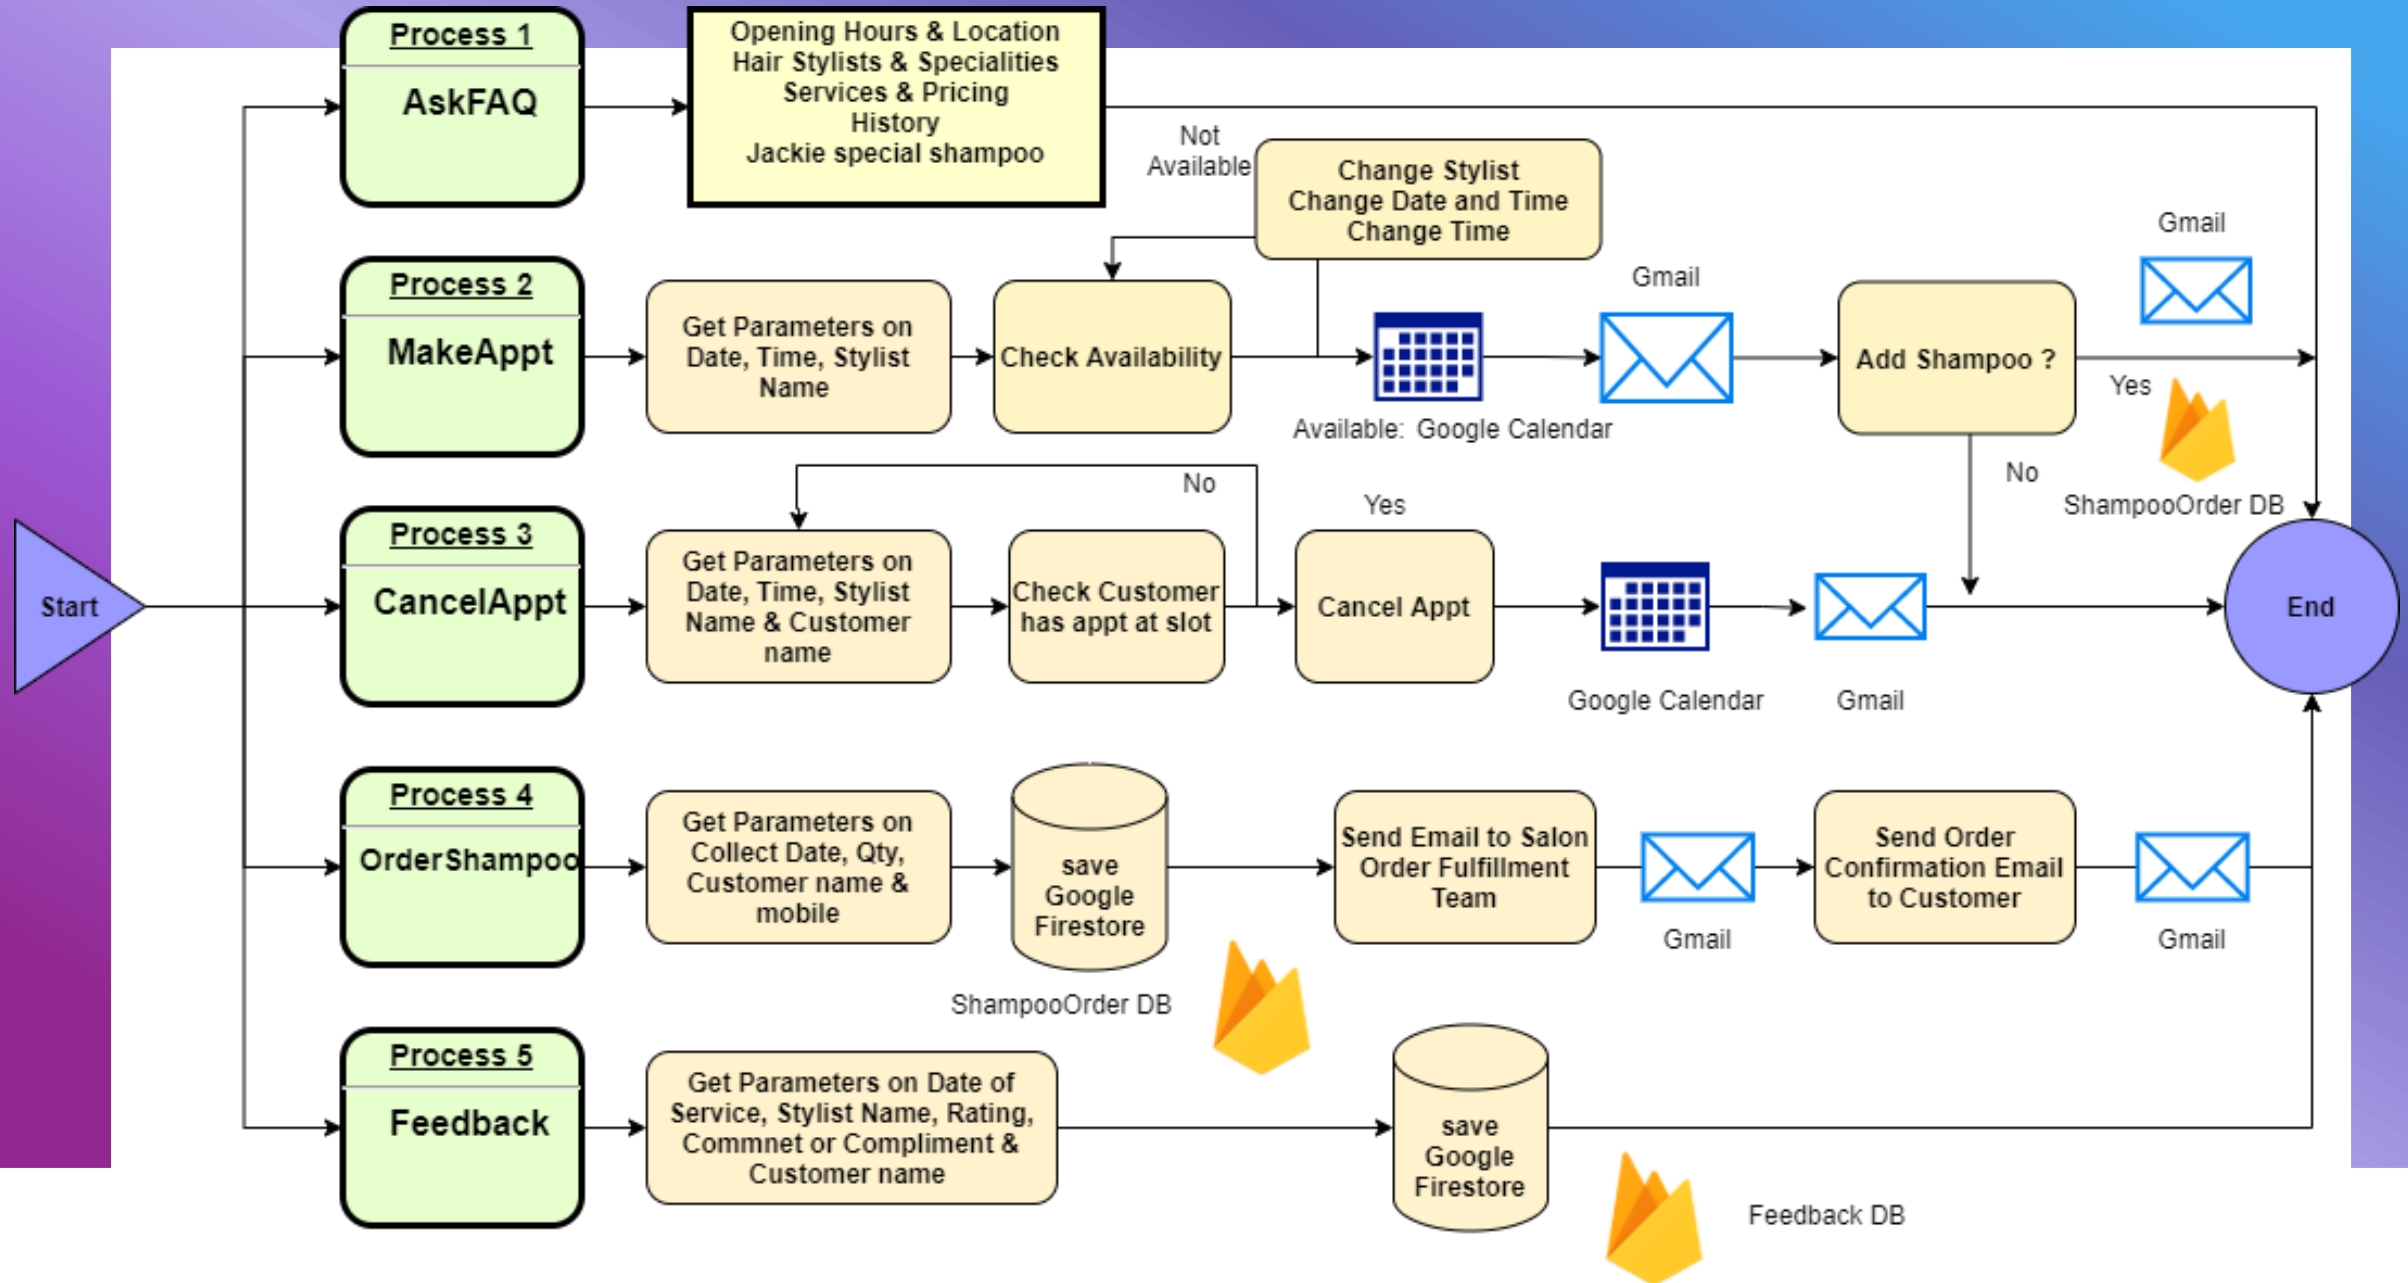 Start
Process 1
AskFAQ
Opening Hours & Location
Hair Stylists & Specialities
Services & Pricing
History
Jackie special shampoo
Process 2
MakeAppt
Get Parameters on
Date, Time, Stylist
Name
Check Availability
Not
Available
Change Stylist
Change Date and Time
Change Time
Available: Google Calendar
Gmail
Add Shampoo ?
Gmail
Yes
ShampooOrder DB
No
Process 3
CancelAppt
Get Parameters on
Date, Time, Stylist
Name & Customer
name
No
Check Customer
has appt at slot
Yes
Cancel Appt
Google Calendar
Gmail
End
Process 4
OrderShampoo
Get Parameters on
Collect Date, Qty,
Customer name &
mobile
save
Google
Firestore
ShampooOrder DB
Send Email to Salon
Order Fulfillment
Team
Gmail
Send Order
Confirmation Email
to Customer
Gmail
Process 5
Feedback
Get Parameters on Date of
Service, Stylist Name, Rating,
Commnet or Compliment &
Customer name
save
Google
Firestore
Feedback DB